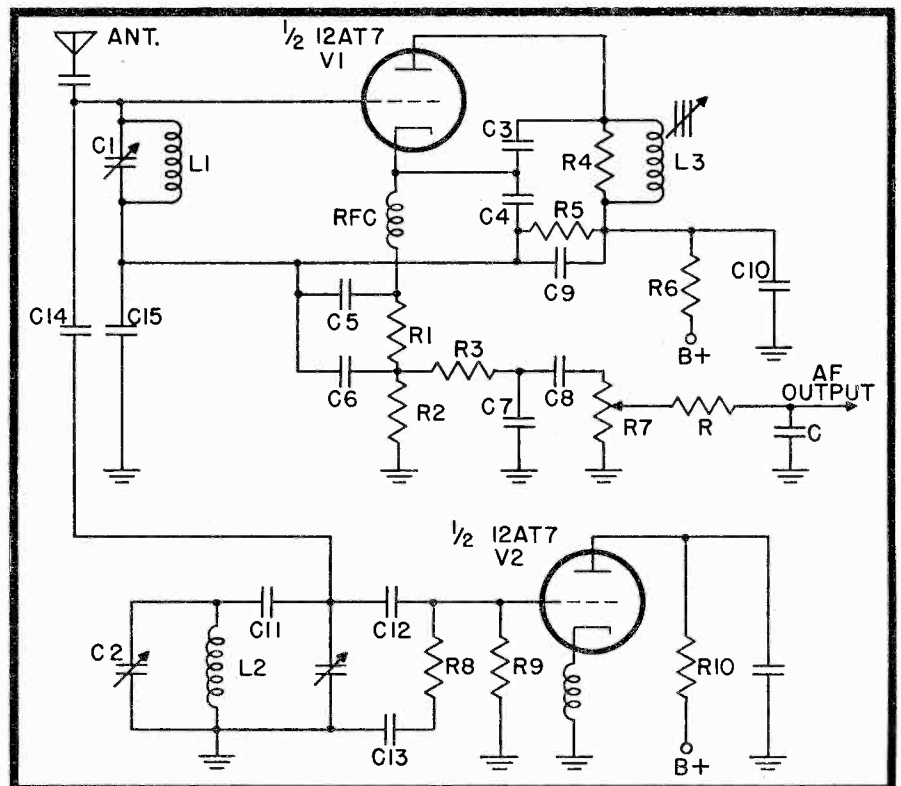 ANT.
1/2 12AT7
V1
C1
L1
C3
R4
L3
RFC
C4
R5
C14
C15
C5
R1
C9
R6
C10
B+
C6
R3
R2
C7
C8
R7
R
AF
OUTPUT
C
1/2 12AT7
V2
C2
L2
C11
C12
R8
R9
R10
C13
B+